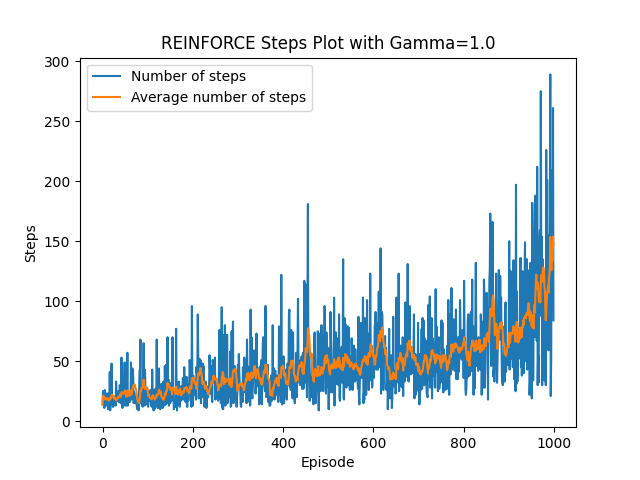 REINFORCE Steps Plot with Gamma=1.0
Number of steps
Average number of steps
300
250
200
150
100
50
0
Steps
0 200 400 600 800 1000
Episode